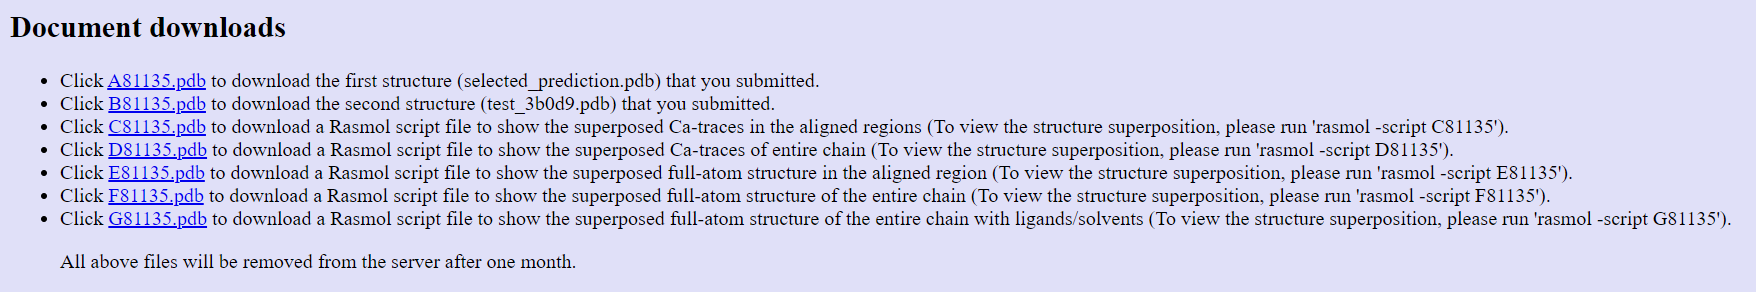 Document downloads
Click A81135.pdb to download the first structure (selected_prediction.pdb) that you submitted.
Click B81135.pdb to download the second structure (test_3b0d9.pdb) that you submitted.
Click C81135.pdb to download a Rasmol script file to show the superposed Ca-traces in the aligned regions (To view the structure superposition, please run 'rasmol -script C81135').
Click D81135.pdb to download a Rasmol script file to show the superposed Ca-traces of entire chain (To view the structure superposition, please run 'rasmol -script D81135').
Click E81135.pdb to download a Rasmol script file to show the superposed full-atom structure in the aligned region (To view the structure superposition, please run 'rasmol -script E81135').
Click F81135.pdb to download a Rasmol script file to show the superposed full-atom structure of the entire chain (To view the structure superposition, please run 'rasmol -script F81135').
Click G81135.pdb to download a Rasmol script file to show the superposed full-atom structure of the entire chain with ligands/solvents (To view the structure superposition, please run 'rasmol -script G81135').
All above files will be removed from the server after one month.